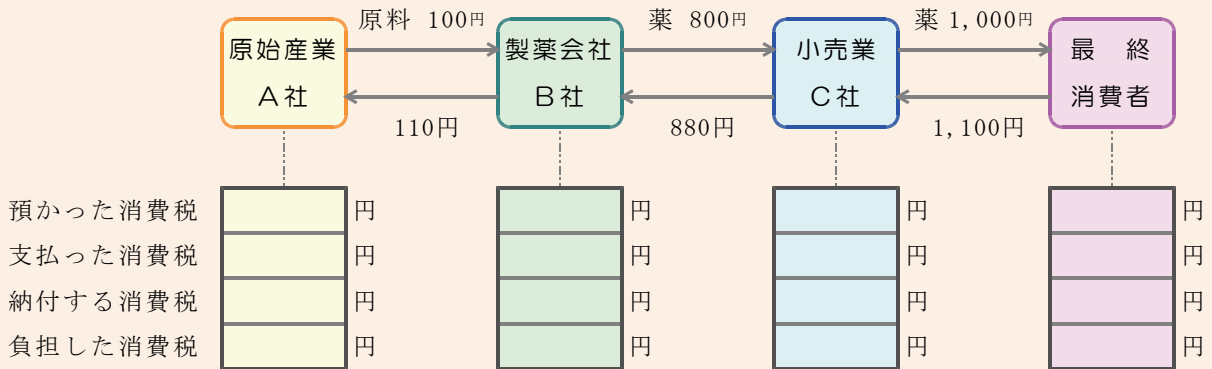 原料 100円
薬 800円
薬 1,000円
原始産業
A社
製薬会社
B社
小売業
C社
最　終
消費者
110円
880円
1,100円
預かった消費税 円 円 円 円
支払った消費税 円 円 円 円
納付する消費税 円 円 円 円
負担した消費税 円 円 円 円